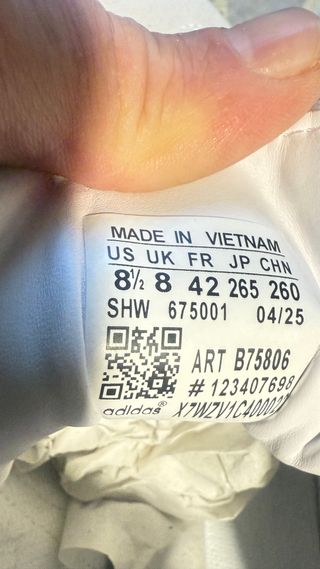 MADE IN VIETNAM
US UK FR JP CHN
8½ 8 42 265 260
SHW 675001 04/25
ART B75806
# 123407698
adidas®